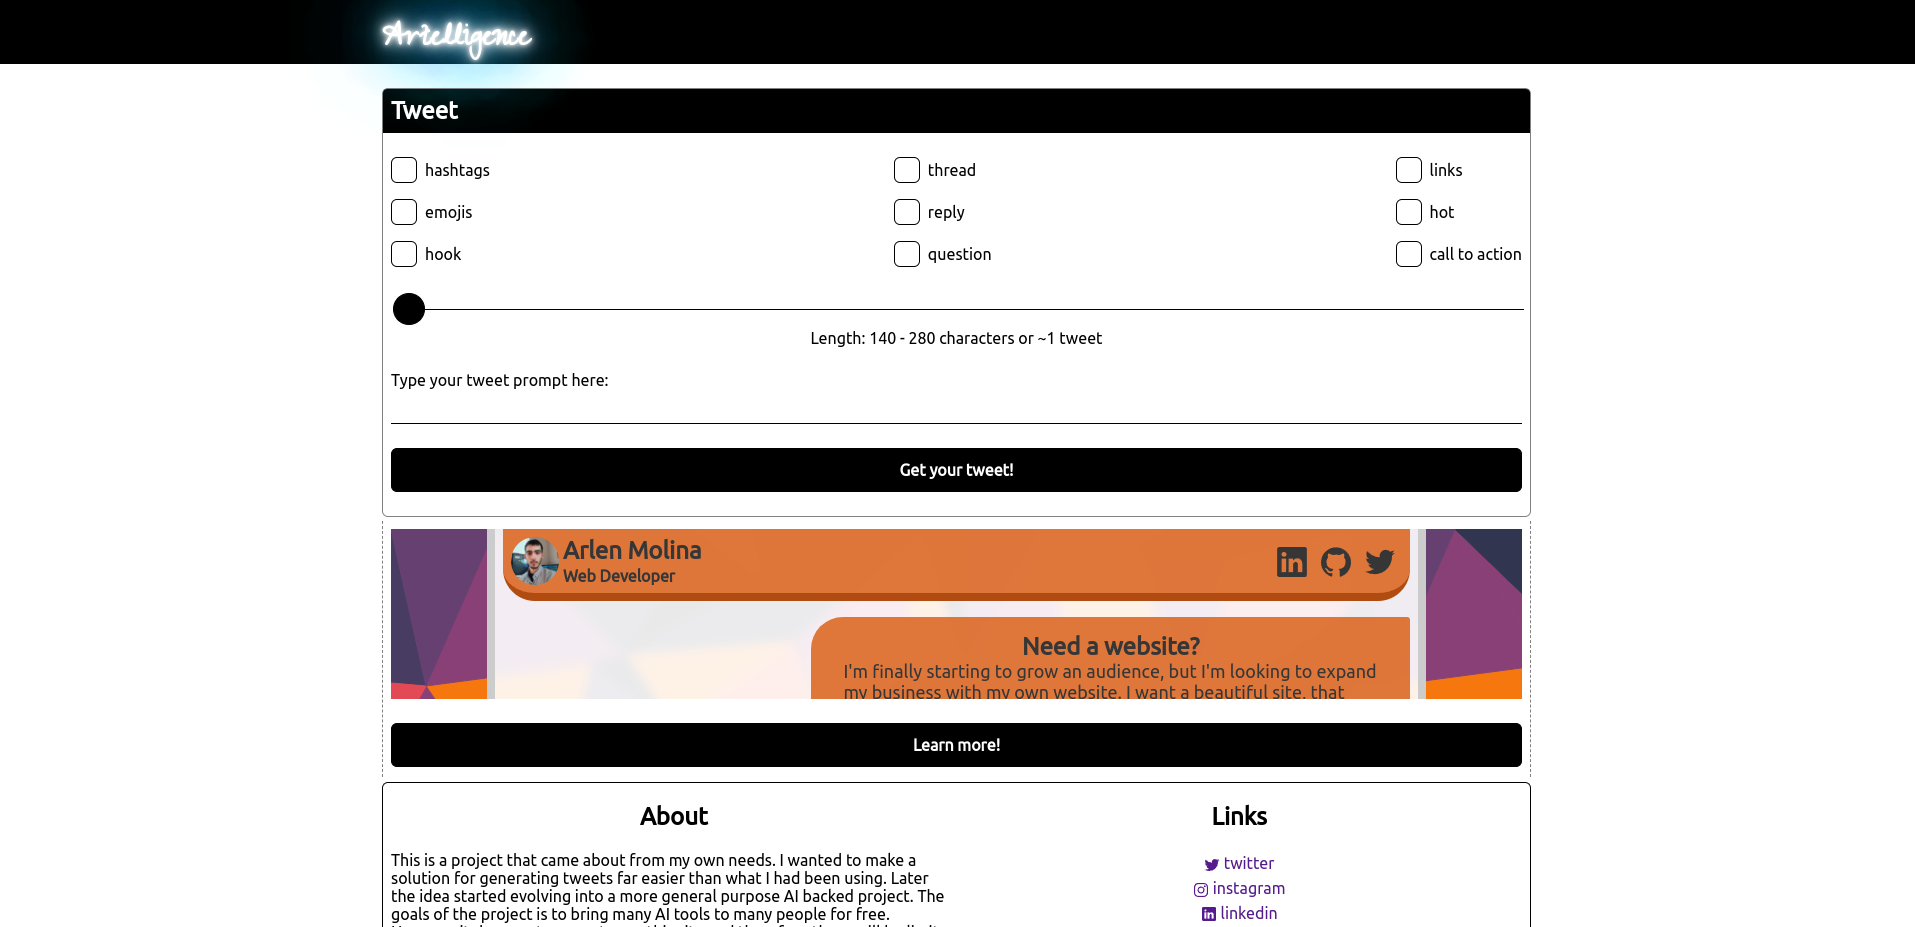 Artelligence
Tweet
hashtags thread links
emojis reply hot
hook question call to action
Length: 140 - 280 characters or ~1 tweet
Type your tweet prompt here:
Get your tweet!
Arlen Molina
Web Developer
Need a website?
I'm finally starting to grow an audience, but I'm looking to expand
my business with my own website. I want a beautiful site, that
Learn more!
About
This is a project that came about from my own needs. I wanted to make a
solution for generating tweets far easier than what I had been using. Later
the idea started evolving into a more general purpose AI backed project. The
goals of the project is to bring many AI tools to many people for free.
Links
twitter
instagram
linkedin